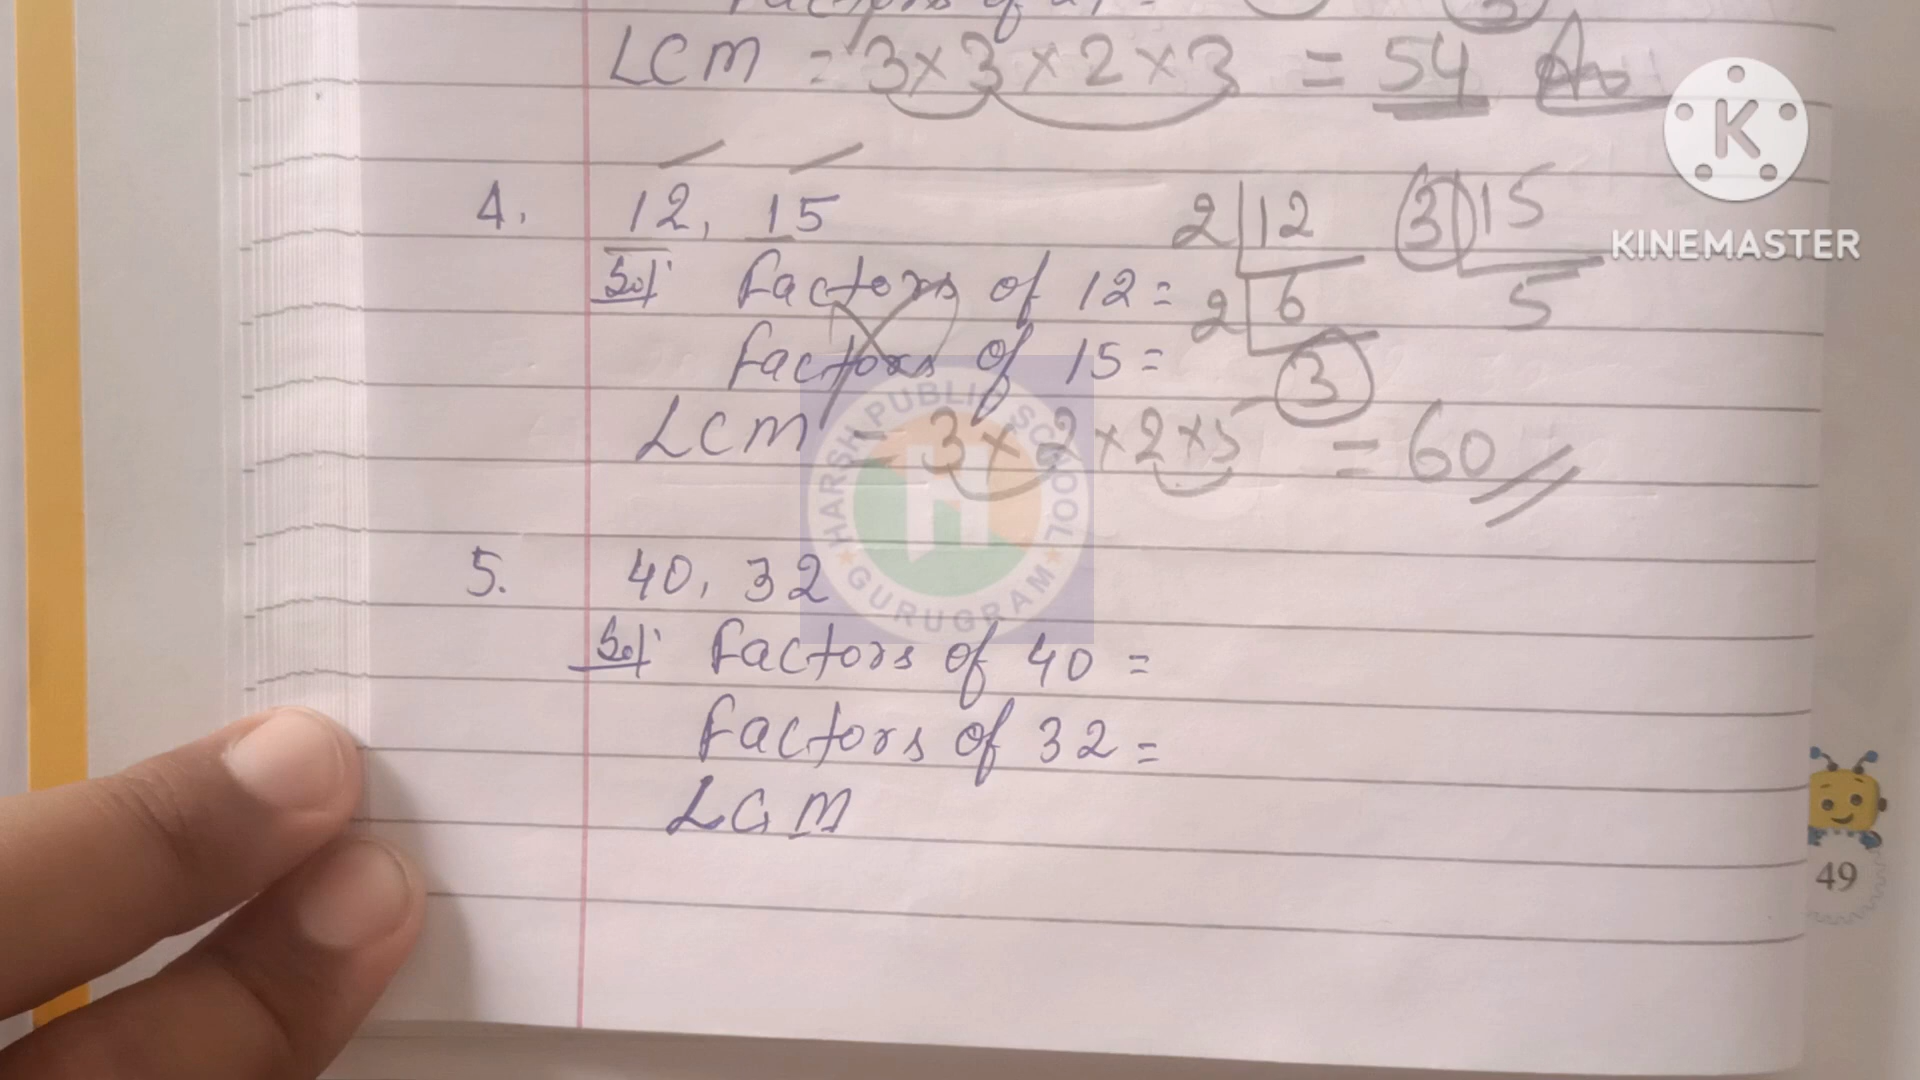 LCM = 3 × 3 × 2 × 3 = 54 Ans
KINEMASTER
4. 12, 15
2 | 12
3 | 15
Sol Factors of 12 =
2 | 6
5
Factors of 15 =
3
LCM = 3 × 2 × 2 × 5 = 60
HARSH PUBLIC SCHOOL
H
GURUGRAM
5. 40, 32
Sol Factors of 40 =
Factors of 32 =
LCM
49